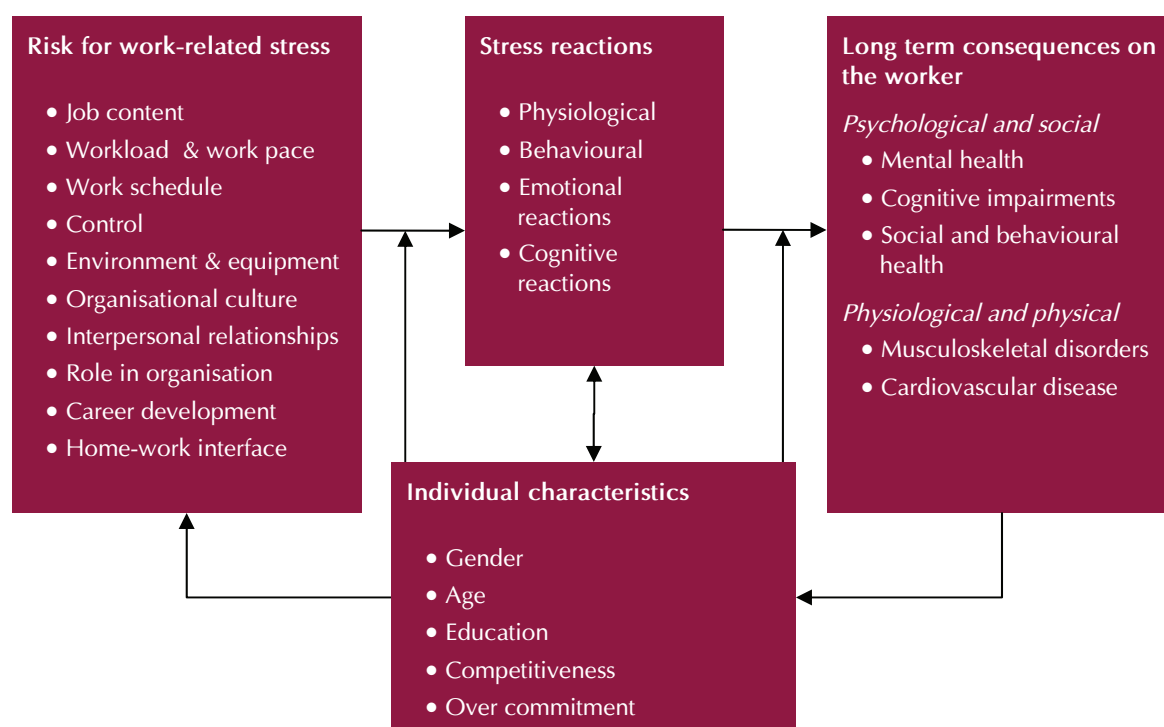 Risk for work-related stress
• Job content
• Workload & work pace
• Work schedule
• Control
• Environment & equipment
• Organisational culture
• Interpersonal relationships
• Role in organisation
• Career development
• Home-work interface
Stress reactions
• Physiological
• Behavioural
• Emotional
reactions
• Cognitive
reactions
Long term consequences on
the worker
Psychological and social
• Mental health
• Cognitive impairments
• Social and behavioural
health
Physiological and physical
• Musculoskeletal disorders
• Cardiovascular disease
Individual characteristics
• Gender
• Age
• Education
• Competitiveness
• Over commitment